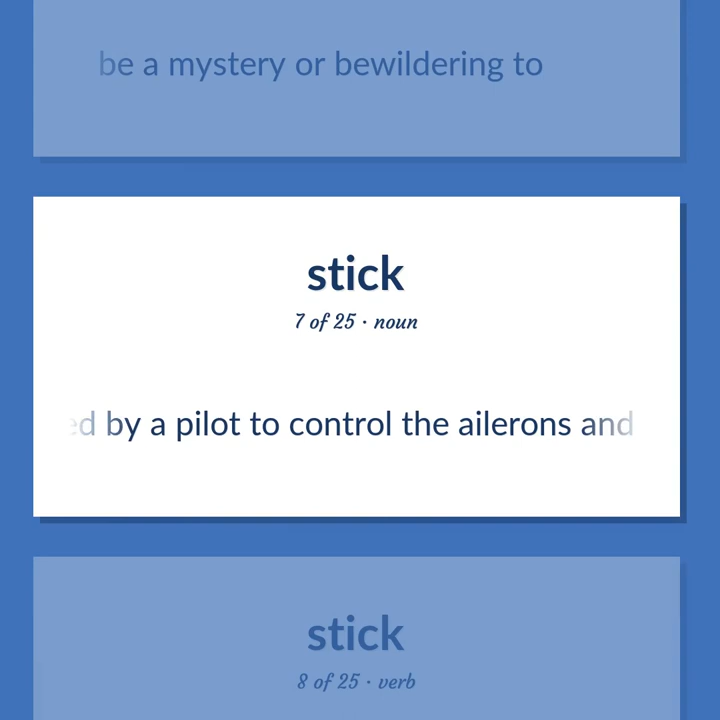 be a mystery or bewildering to
stick
7 of 25 · noun
ed by a pilot to control the ailerons and
stick
8 of 25 · verb